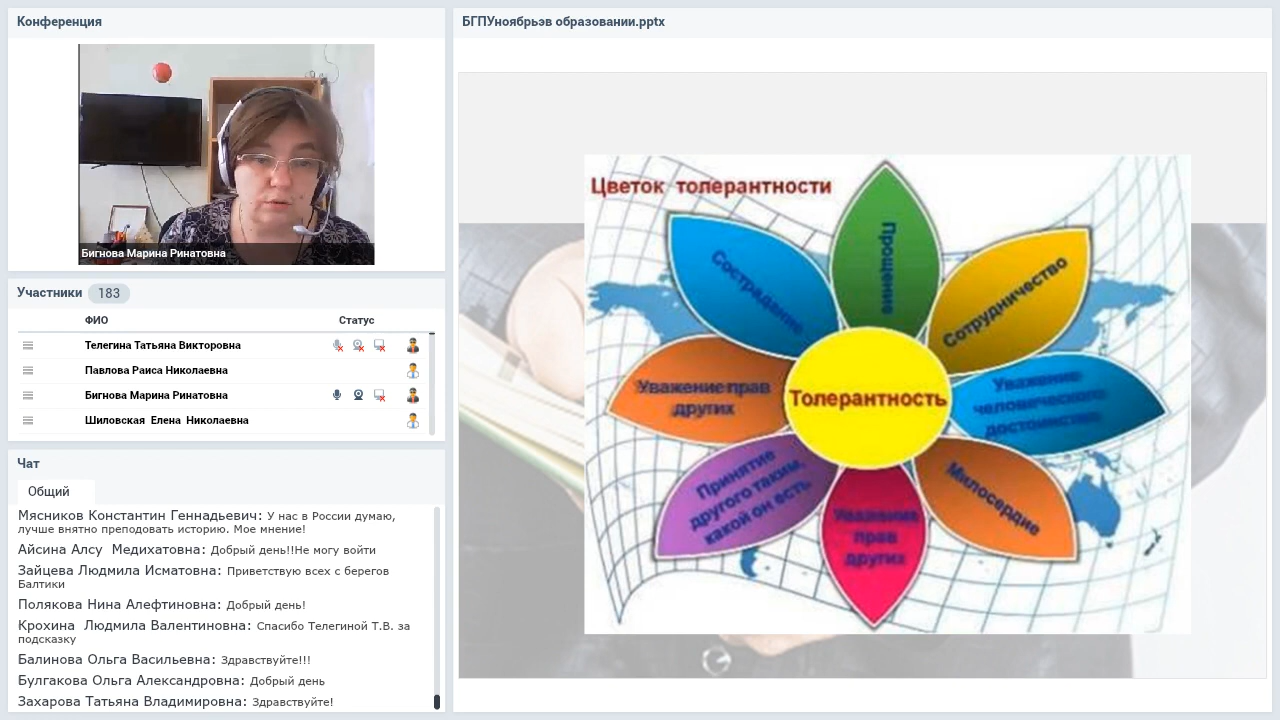 Конференция
Бигнова Марина Ринатовна
Участники 183
ФИО Статус
Телегина Татьяна Викторовна
Павлова Раиса Николаевна
Бигнова Марина Ринатовна
Шиловская Елена Николаевна
Чат
Общий
Мясников Константин Геннадьевич: У нас в России думаю,
лучше внятно преподовать историю. Мое мнение!
Айсина Алсу Медихатовна: Добрый день!!Не могу войти
Зайцева Людмила Исматовна: Приветствую всех с берегов
Балтики
Полякова Нина Алефтиновна: Добрый день!
Крохина Людмила Валентиновна: Спасибо Телегиной Т.В. за
подсказку
Балинова Ольга Васильевна: Здравствуйте!!!
Булгакова Ольга Александровна: Добрый день
Захарова Татьяна Владимировна: Здравствуйте!
БГПУноябрьэв образовании.pptx
Цветок толерантности
Прощение
Сострадание
Сотрудничество
Уважение прав
других
Толерантность
Уважение
человеческого
достоинства
Принятие
другого таким,
какой он есть
Уважение
прав
других
Милосердие